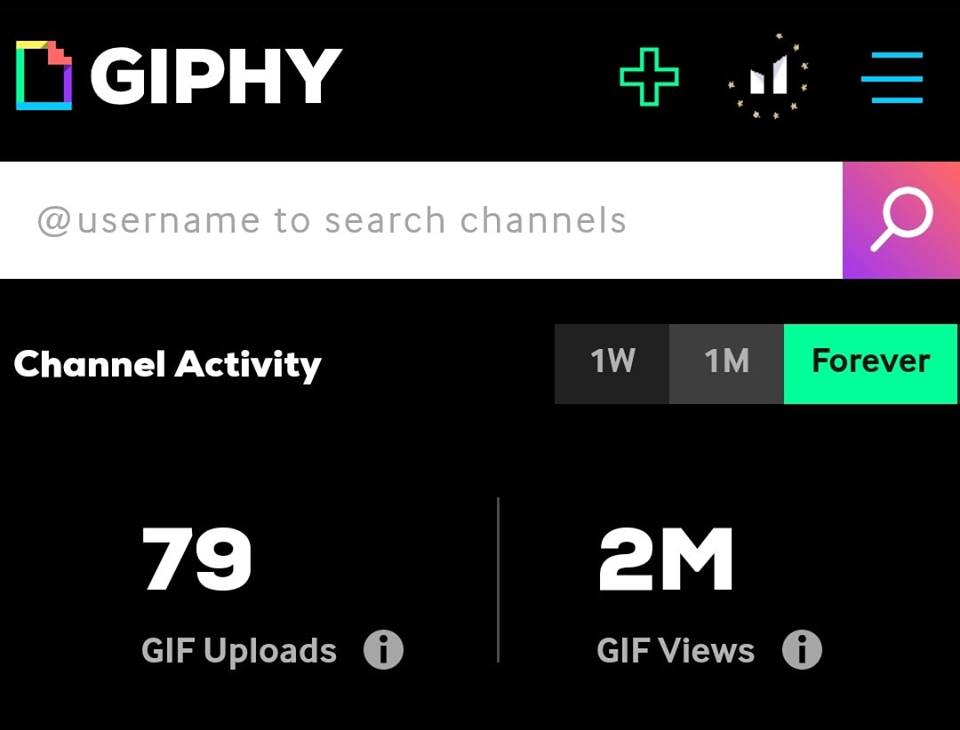 GIPHY
@username to search channels
Channel Activity 1W 1M Forever
79 2M
GIF Uploads i GIF Views i